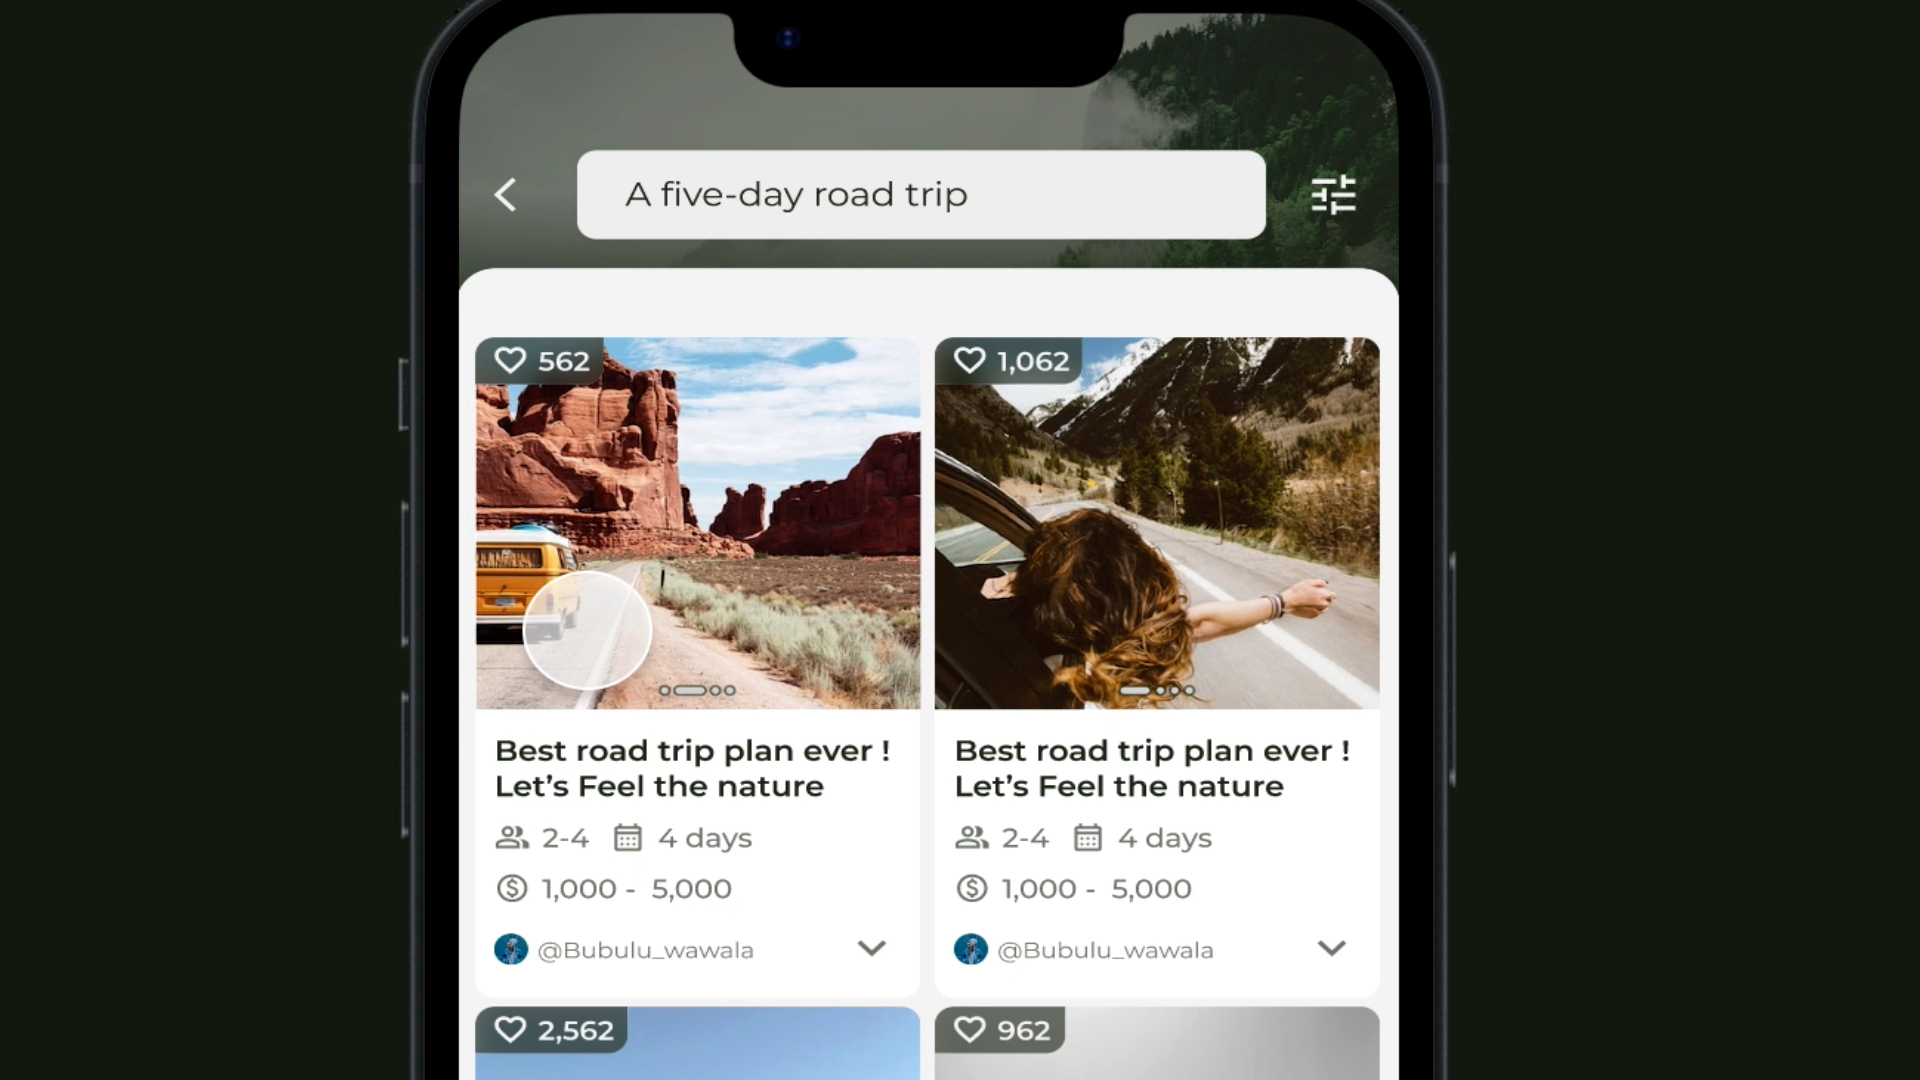 A five-day road trip
562
1,062
Best road trip plan ever !
Let's Feel the nature
2-4 4 days
1,000 - 5,000
@Bubulu_wawala
Best road trip plan ever !
Let's Feel the nature
2-4 4 days
1,000 - 5,000
@Bubulu_wawala
2,562
962